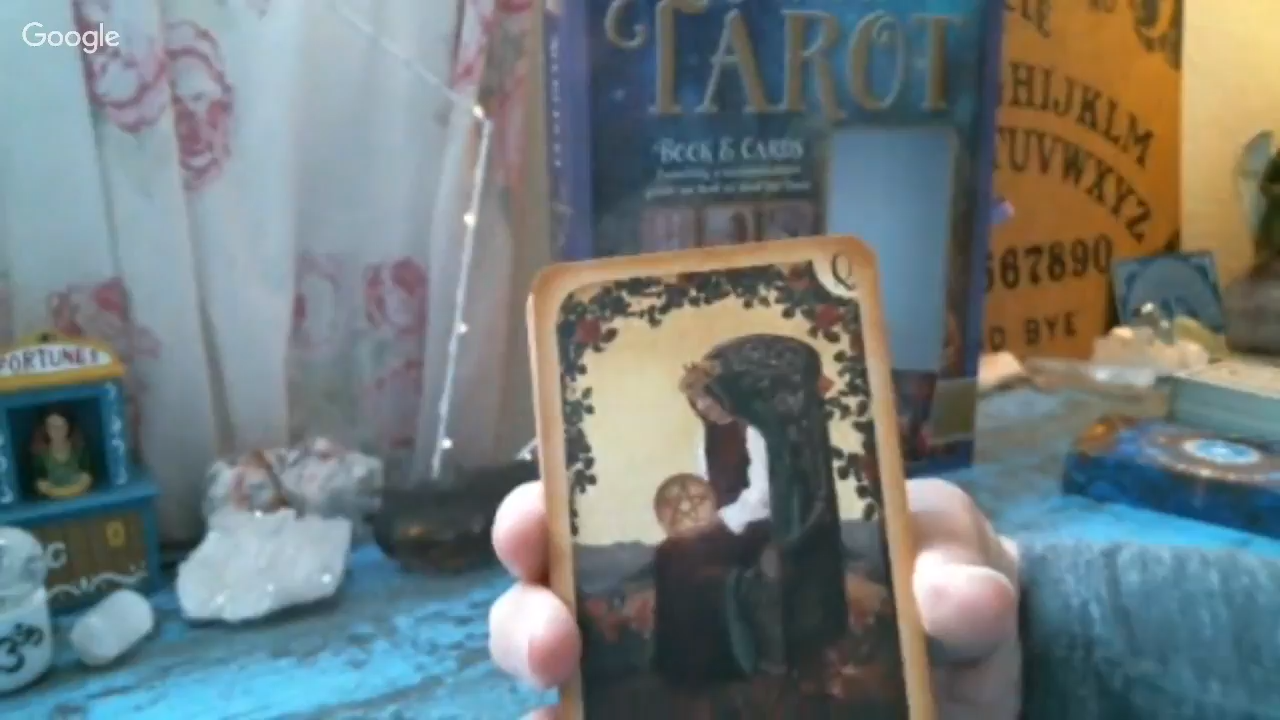 Google
TAROT
BOOK & CARDS
HIJKLM
TUVWXYZ
567890
D BYE
Q
FORTUNES